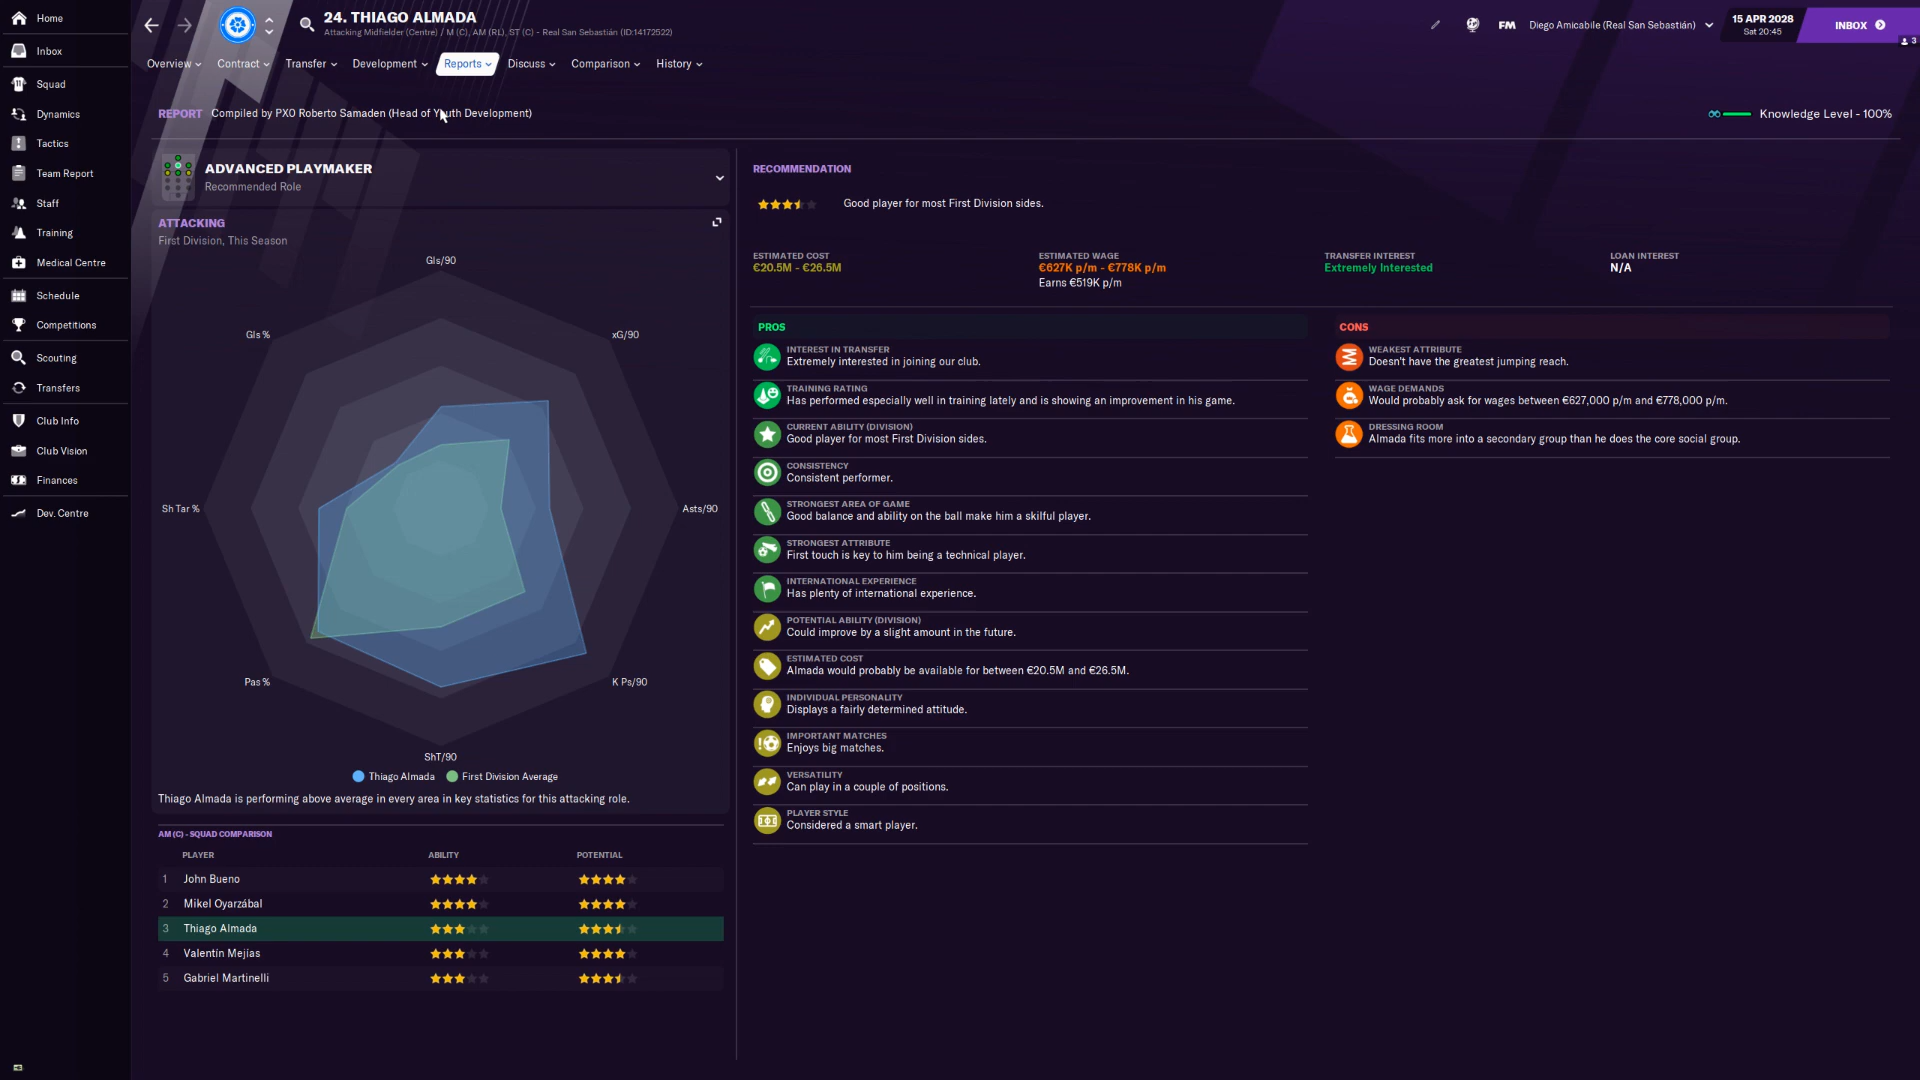 Home
Inbox
Squad
Dynamics
Tactics
Team Report
Staff
Training
Medical Centre
Schedule
Competitions
Scouting
Transfers
Club Info
Club Vision
Finances
Dev. Centre
24. THIAGO ALMADA
Attacking Midfielder (Centre) / M (C), AM (RL), ST (C) - Real San Sebastián (ID:14172522)
FM
Diego Amicabile (Real San Sebastián)
15 APR 2028
Sat 20:45
INBOX
3
Overview
Contract
Transfer
Development
Reports
Discuss
Comparison
History
REPORT Compiled by PXO Roberto Samaden (Head of Youth Development)
Knowledge Level - 100%
ADVANCED PLAYMAKER
Recommended Role
ATTACKING
First Division, This Season
Gls/90
Gls %
xG/90
Sh Tar %
Asts/90
Pas %
K Ps/90
ShT/90
Thiago Almada
First Division Average
Thiago Almada is performing above average in every area in key statistics for this attacking role.
AM (C) - SQUAD COMPARISON
PLAYER ABILITY POTENTIAL
1 John Bueno
2 Mikel Oyarzábal
3 Thiago Almada
4 Valentín Mejías
5 Gabriel Martinelli
RECOMMENDATION
Good player for most First Division sides.
ESTIMATED COST
€20.5M - €26.5M
ESTIMATED WAGE
€627K p/m - €778K p/m
Earns €519K p/m
TRANSFER INTEREST
Extremely Interested
LOAN INTEREST
N/A
PROS
INTEREST IN TRANSFER
Extremely interested in joining our club.
TRAINING RATING
Has performed especially well in training lately and is showing an improvement in his game.
CURRENT ABILITY (DIVISION)
Good player for most First Division sides.
CONSISTENCY
Consistent performer.
STRONGEST AREA OF GAME
Good balance and ability on the ball make him a skilful player.
STRONGEST ATTRIBUTE
First touch is key to him being a technical player.
INTERNATIONAL EXPERIENCE
Has plenty of international experience.
POTENTIAL ABILITY (DIVISION)
Could improve by a slight amount in the future.
ESTIMATED COST
Almada would probably be available for between €20.5M and €26.5M.
INDIVIDUAL PERSONALITY
Displays a fairly determined attitude.
IMPORTANT MATCHES
Enjoys big matches.
VERSATILITY
Can play in a couple of positions.
PLAYER STYLE
Considered a smart player.
CONS
WEAKEST ATTRIBUTE
Doesn't have the greatest jumping reach.
WAGE DEMANDS
Would probably ask for wages between €627,000 p/m and €778,000 p/m.
DRESSING ROOM
Almada fits more into a secondary group than he does the core social group.